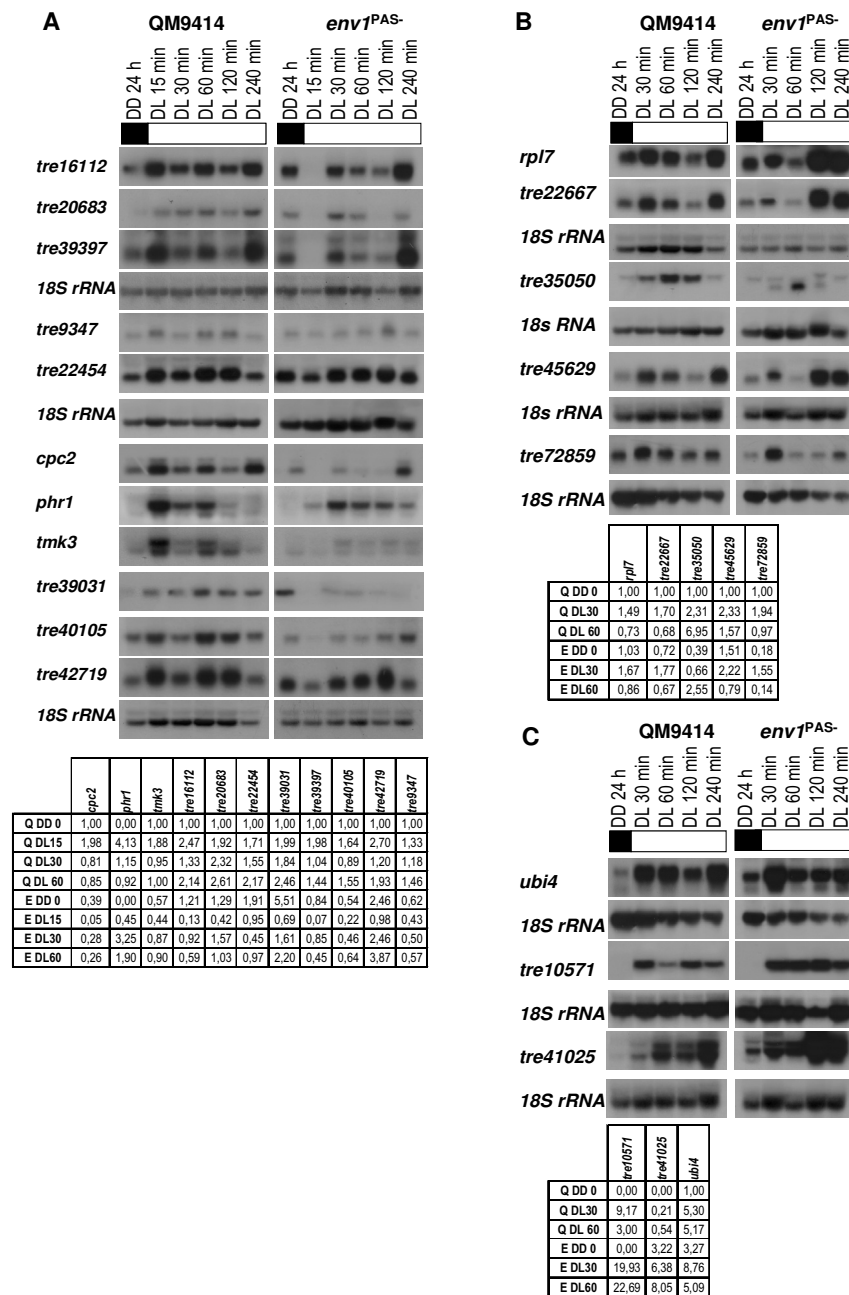 A
QM9414 env1PAS-
DD 24 h DL 15 min DL 30 min DL 60 min DL 120 min DL 240 min DD 24 h DL 15 min DL 30 min DL 60 min DL 120 min DL 240 min
tre16112
tre20683
tre39397
18S rRNA
tre9347
tre22454
18S rRNA
cpc2
phr1
tmk3
tre39031
tre40105
tre42719
18S rRNA
cpc2 phr1 tmk3 tre16112 tre20683 tre22454 tre39031 tre39397 tre40105 tre42719 tre9347
Q DD 0 1,00 0,00 1,00 1,00 1,00 1,00 1,00 1,00 1,00 1,00 1,00
Q DL15 1,98 4,13 1,88 2,47 1,92 1,71 1,99 1,98 1,64 2,70 1,33
Q DL30 0,81 1,15 0,95 1,33 2,32 1,55 1,84 1,04 0,89 1,20 1,18
Q DL 60 0,85 0,92 1,00 2,14 2,61 2,17 2,46 1,44 1,55 1,93 1,46
E DD 0 0,39 0,00 0,57 1,21 1,29 1,91 5,51 0,84 0,54 2,46 0,62
E DL15 0,05 0,45 0,44 0,13 0,42 0,95 0,69 0,07 0,22 0,98 0,43
E DL30 0,28 3,25 0,87 0,92 1,57 0,45 1,61 0,85 0,46 2,46 0,50
E DL60 0,26 1,90 0,90 0,59 1,03 0,97 2,20 0,45 0,64 3,87 0,57
B
QM9414 env1PAS-
DD 24 h DL 30 min DL 60 min DL 120 min DL 240 min DD 24 h DL 30 min DL 60 min DL 120 min DL 240 min
rpl7
tre22667
18S rRNA
tre35050
18s RNA
tre45629
18s rRNA
tre72859
18S rRNA
rpl7 tre22667 tre35050 tre45629 tre72859
Q DD 0 1,00 1,00 1,00 1,00 1,00
Q DL30 1,49 1,70 2,31 2,33 1,94
Q DL 60 0,73 0,68 6,95 1,57 0,97
E DD 0 1,03 0,72 0,39 1,51 0,18
E DL30 1,67 1,77 0,66 2,22 1,55
E DL60 0,86 0,67 2,55 0,79 0,14
C
QM9414 env1PAS-
DD 24 h DL 30 min DL 60 min DL 120 min DL 240 min DD 24 h DL 30 min DL 60 min DL 120 min DL 240 min
ubi4
18S rRNA
tre10571
18S rRNA
tre41025
18S rRNA
tre10571 tre41025 ubi4
Q DD 0 0,00 0,00 1,00
Q DL30 9,17 0,21 5,30
Q DL 60 3,00 0,54 5,17
E DD 0 0,00 3,22 3,27
E DL30 19,93 6,38 8,76
E DL60 22,69 8,05 5,09